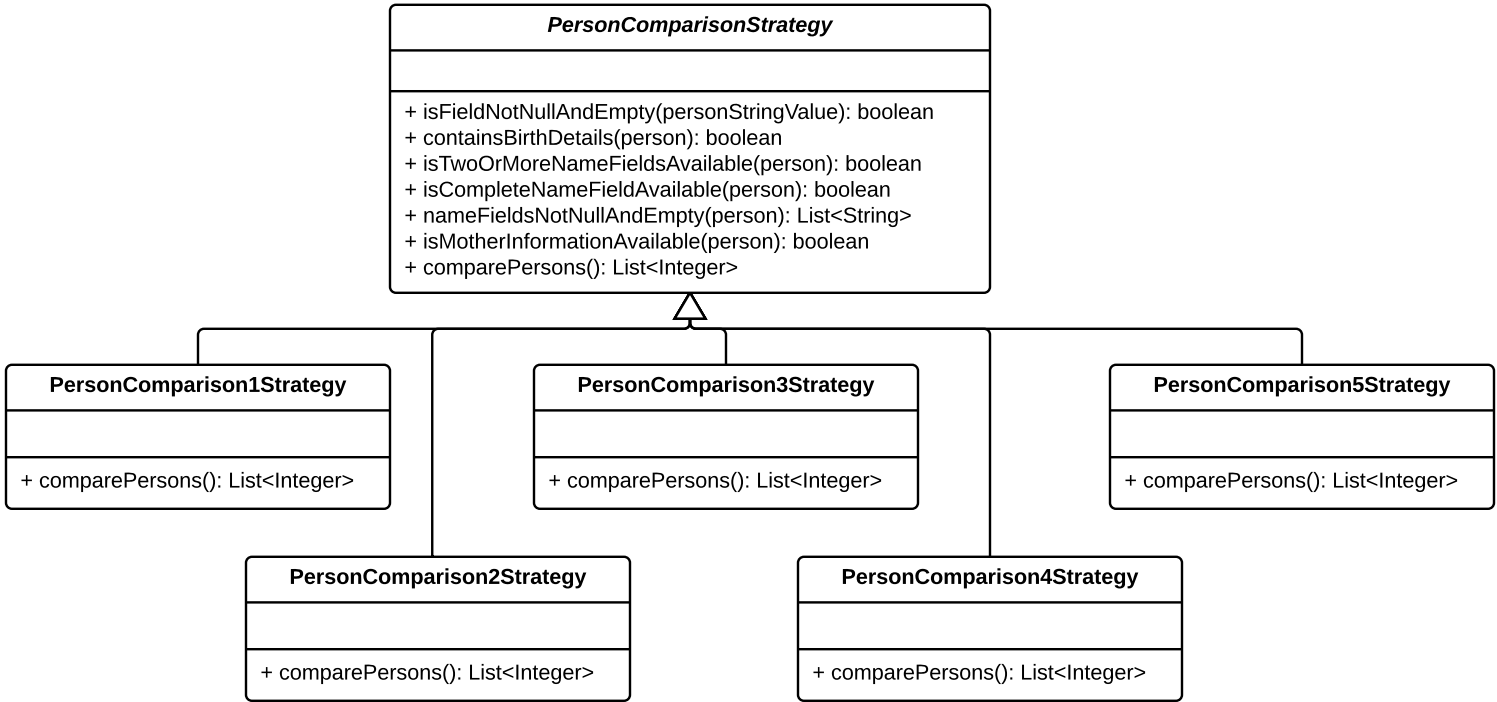 PersonComparisonStrategy
+ isFieldNotNullAndEmpty(personStringValue): boolean
+ containsBirthDetails(person): boolean
+ isTwoOrMoreNameFieldsAvailable(person): boolean
+ isCompleteNameFieldAvailable(person): boolean
+ nameFieldsNotNullAndEmpty(person): List<String>
+ isMotherInformationAvailable(person): boolean
+ comparePersons(): List<Integer>
PersonComparison1Strategy
+ comparePersons(): List<Integer>
PersonComparison3Strategy
+ comparePersons(): List<Integer>
PersonComparison5Strategy
+ comparePersons(): List<Integer>
PersonComparison2Strategy
+ comparePersons(): List<Integer>
PersonComparison4Strategy
+ comparePersons(): List<Integer>